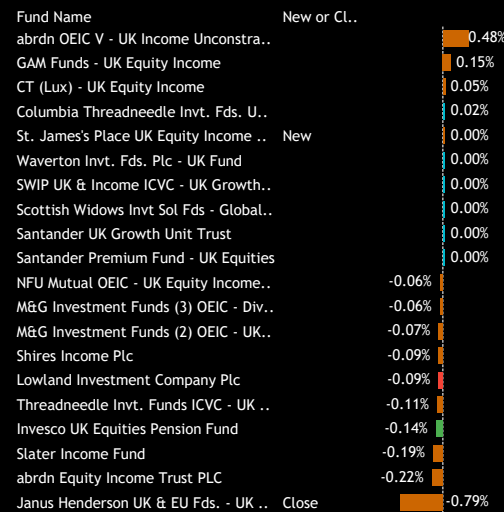 Fund Name New or Cl..
abrdn OEIC V - UK Income Unconstra.. 0.48%
GAM Funds - UK Equity Income 0.15%
CT (Lux) - UK Equity Income 0.05%
Columbia Threadneedle Invt. Fds. U.. 0.02%
St. James's Place UK Equity Income .. New 0.00%
Waverton Invt. Fds. Plc - UK Fund 0.00%
SWIP UK & Income ICVC - UK Growth.. 0.00%
Scottish Widows Invt Sol Fds - Global.. 0.00%
Santander UK Growth Unit Trust 0.00%
Santander Premium Fund - UK Equities 0.00%
NFU Mutual OEIC - UK Equity Income.. -0.06%
M&G Investment Funds (3) OEIC - Div.. -0.06%
M&G Investment Funds (2) OEIC - UK.. -0.07%
Shires Income Plc -0.09%
Lowland Investment Company Plc -0.09%
Threadneedle Invt. Funds ICVC - UK .. -0.11%
Invesco UK Equities Pension Fund -0.14%
Slater Income Fund -0.19%
abrdn Equity Income Trust PLC -0.22%
Janus Henderson UK & EU Fds. - UK .. Close -0.79%